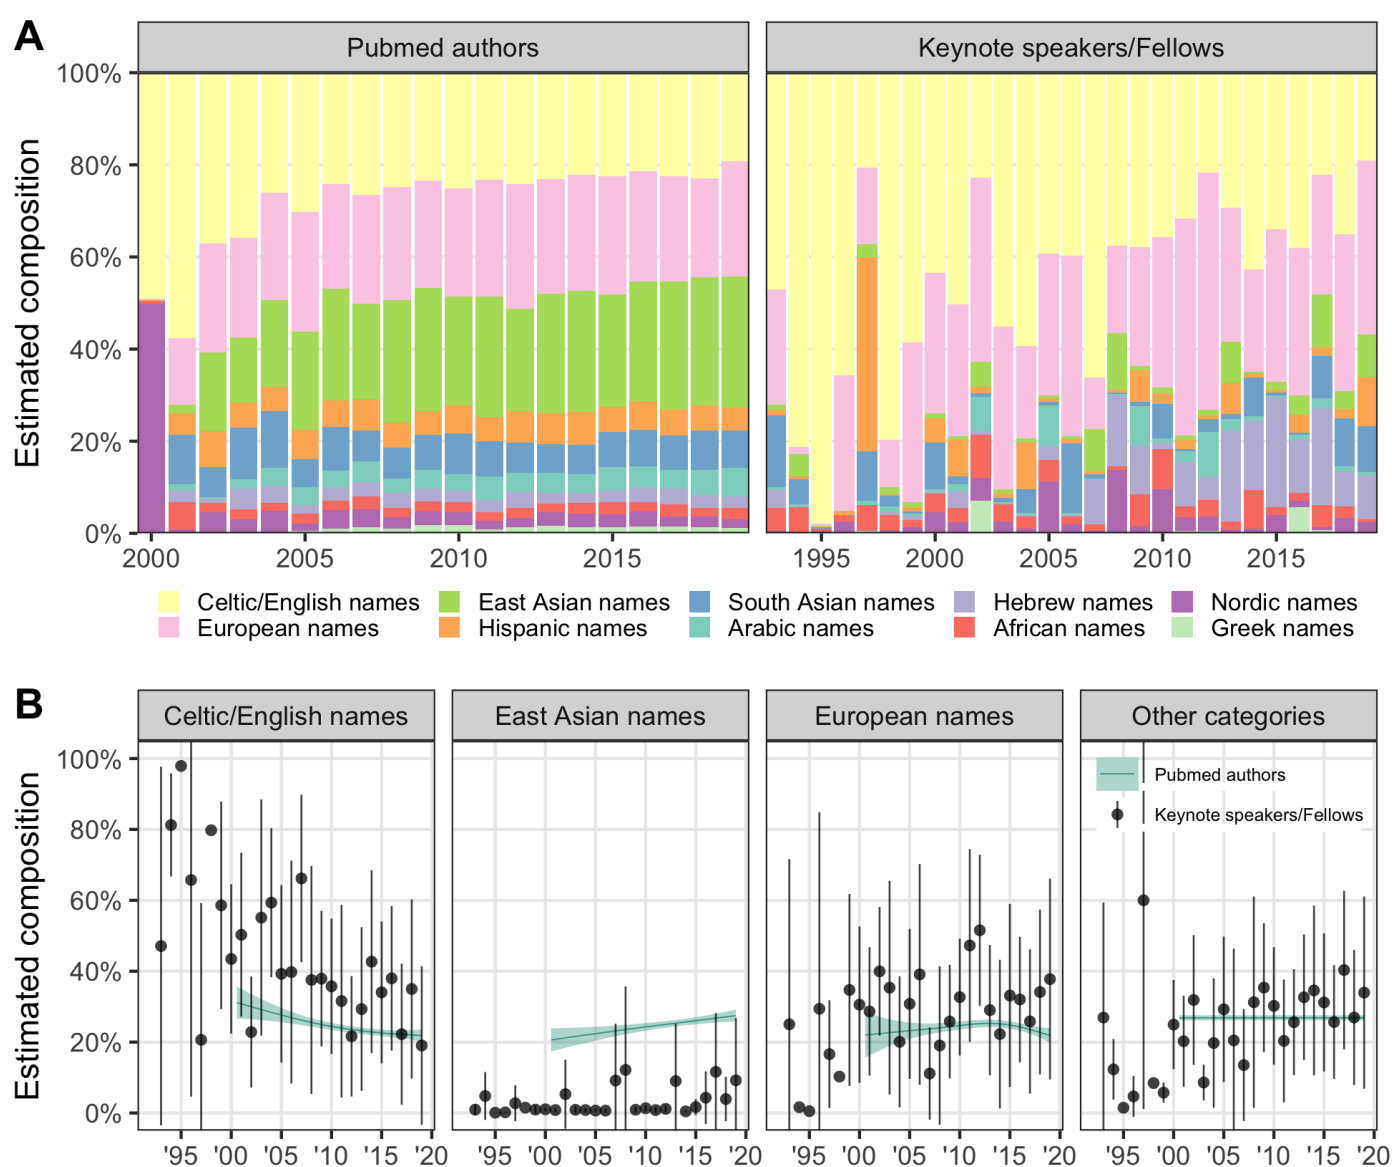 A
Pubmed authors
Keynote speakers/Fellows
Estimated composition
100%
80%
60%
40%
20%
0%
2000 2005 2010 2015
1995 2000 2005 2010 2015
Celtic/English names East Asian names South Asian names Hebrew names Nordic names
European names Hispanic names Arabic names African names Greek names
B
Celtic/English names
East Asian names
European names
Other categories
Estimated composition
100%
80%
60%
40%
20%
0%
Pubmed authors
Keynote speakers/Fellows
'95 '00 '05 '10 '15 '20
'95 '00 '05 '10 '15 '20
'95 '00 '05 '10 '15 '20
'95 '00 '05 '10 '15 '20